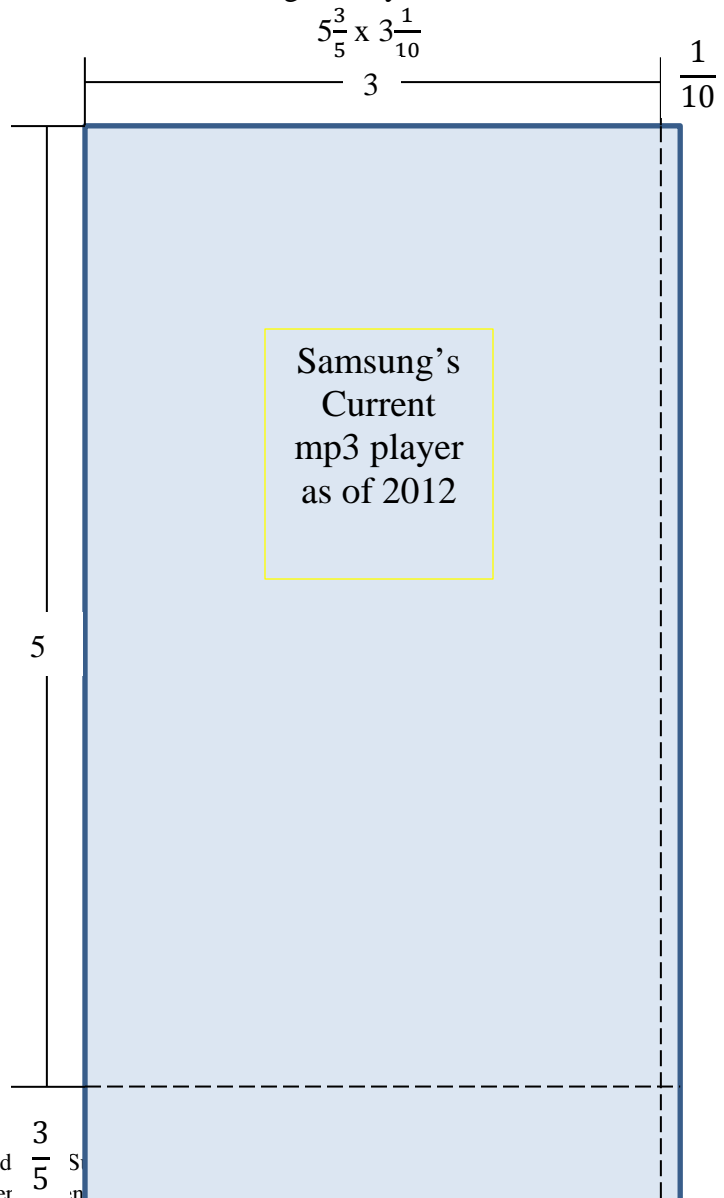 5 3/5 x 3 1/10
3
1/10
Samsung's
Current
mp3 player
as of 2012
5
3/5